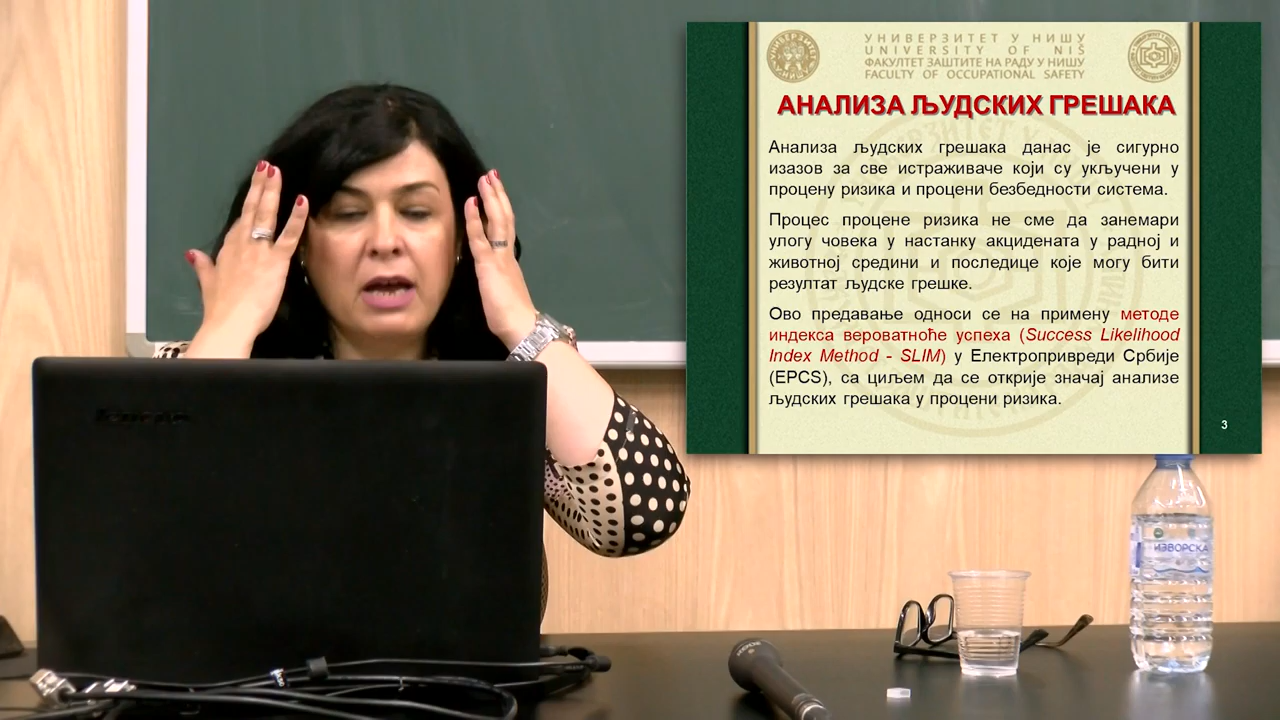 УНИВЕРЗИТЕТ У НИШУ
UNIVERSITY OF NIŠ
ФАКУЛТЕТ ЗАШТИТЕ НА РАДУ У НИШУ
FACULTY OF OCCUPATIONAL SAFETY
АНАЛИЗА ЉУДСКИХ ГРЕШАКА
Анализа људских грешака данас је сигурно
изазов за све истраживаче који су укључени у
процену ризика и процени безбедности система.
Процес процене ризика не сме да занемари
улогу човека у настанку акцидената у радној и
животној средини и последице које могу бити
резултат људске грешке.
Ово предавање односи се на примену методе
индекса вероватноће успеха (Success Likelihood
Index Method - SLIM) у Електропривреди Србије
(EPCS), са циљем да се открије значај анализе
људских грешака у процени ризика.
3
ИЗВОРСКА